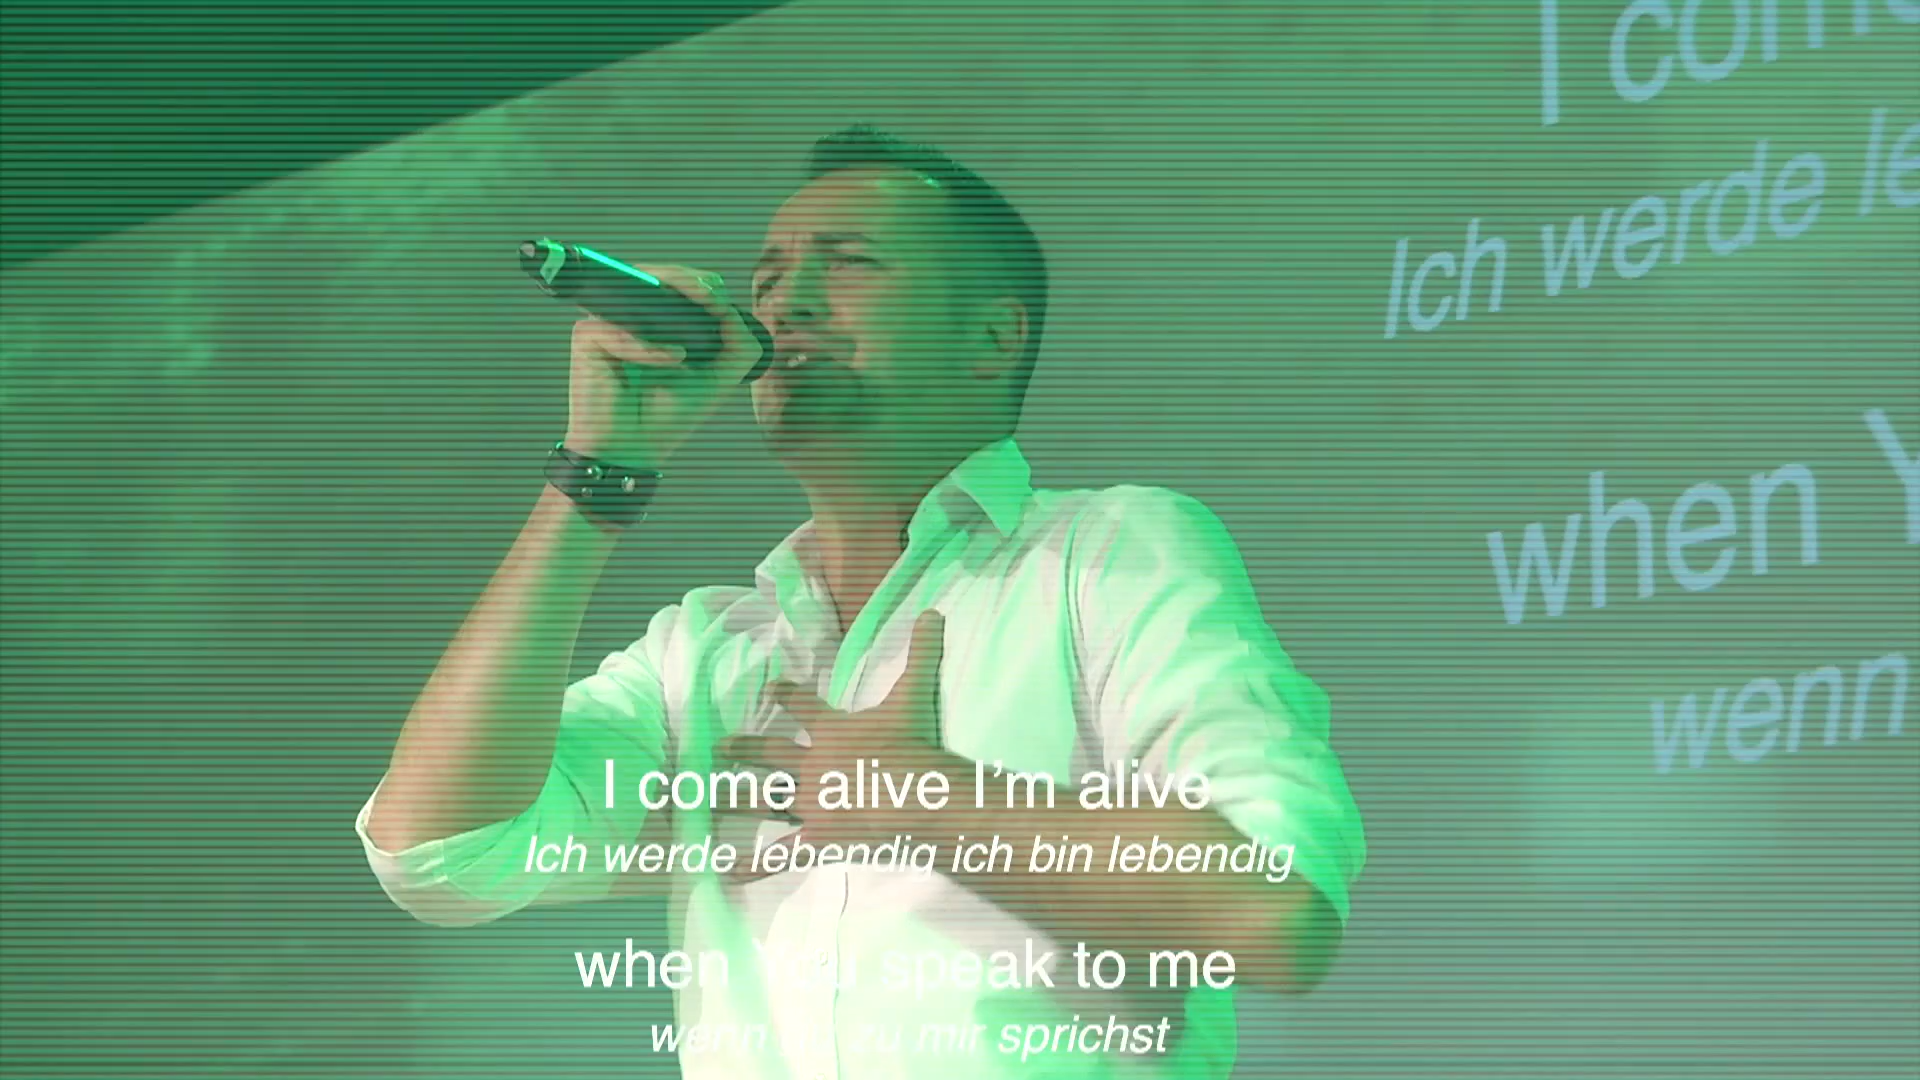 I come
Ich werde le
when Y
wenn
I come alive I'm alive
Ich werde lebendig ich bin lebendig
when You speak to me
wenn zu mir sprichst